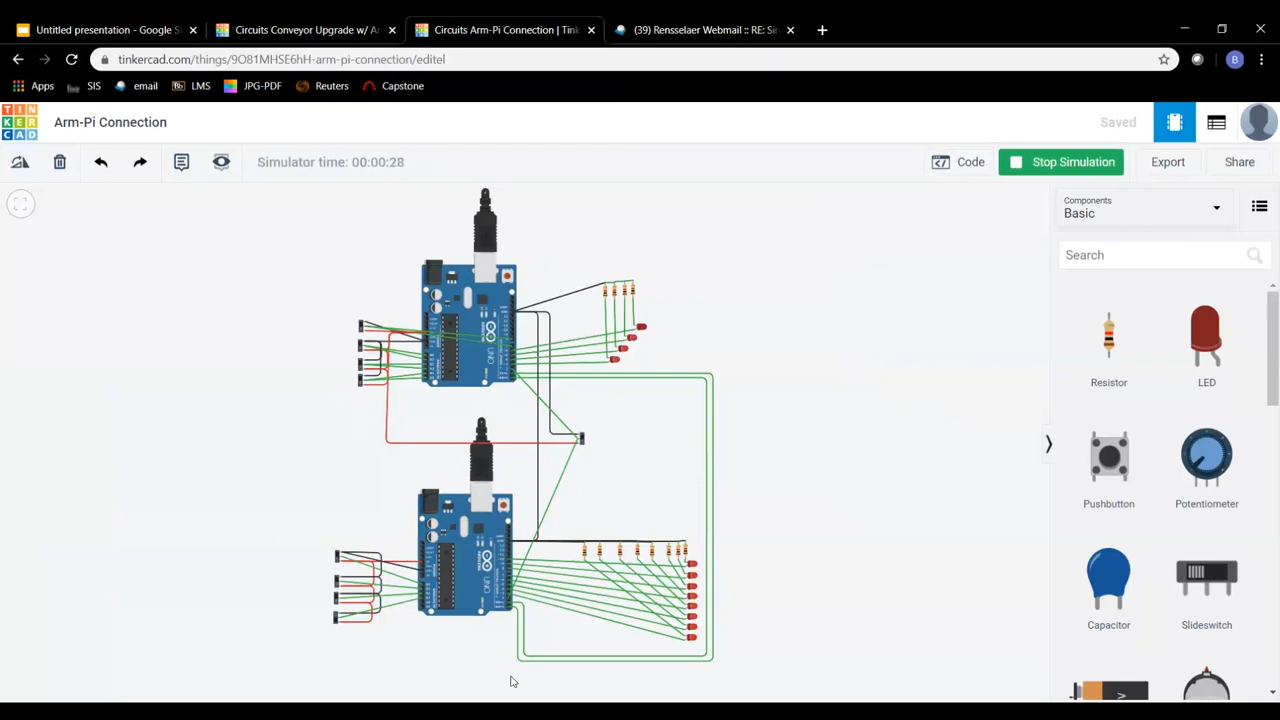 Untitled presentation - Google S
Circuits Conveyor Upgrade w/ Ar
Circuits Arm-Pi Connection | Tink
(39) Rensselaer Webmail :: RE: Sin
tinkercad.com/things/9O81MHSE6hH-arm-pi-connection/editel
Apps SIS email LMS JPG-PDF Reuters Capstone
B
TIN
KER
CAD
Arm-Pi Connection
Saved
Simulator time: 00:00:28
Code
Stop Simulation
Export
Share
Components
Basic
Search
Resistor
LED
Pushbutton
Potentiometer
Capacitor
Slideswitch
UNO
UNO